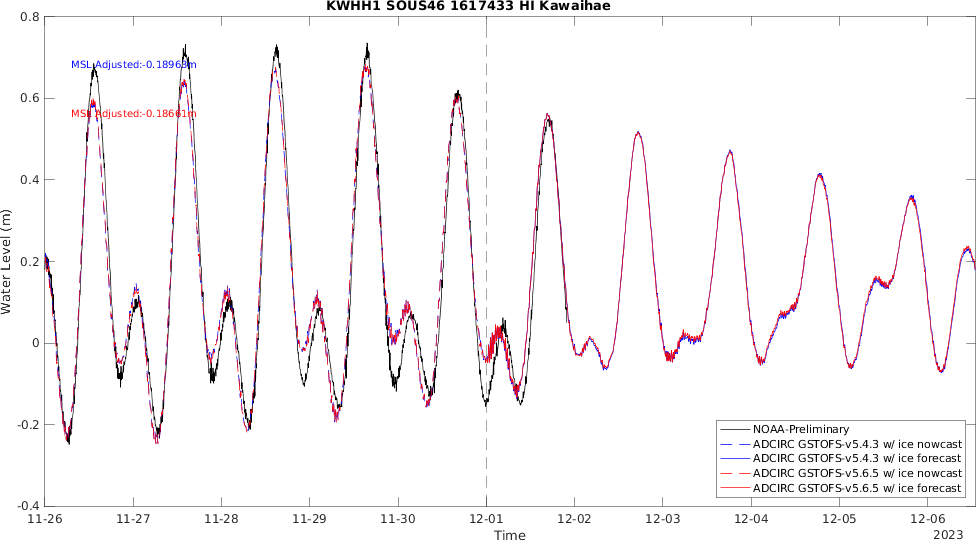 KWHH1 SOUS46 1617433 HI Kawaihae
0.8
0.6
0.4
0.2
0
-0.2
-0.4
Water Level (m)
MSL Adjusted:-0.18963m
MSL Adjusted:-0.18661m
NOAA-Preliminary
ADCIRC GSTOFS-v5.4.3 w/ ice nowcast
ADCIRC GSTOFS-v5.4.3 w/ ice forecast
ADCIRC GSTOFS-v5.6.5 w/ ice nowcast
ADCIRC GSTOFS-v5.6.5 w/ ice forecast
11-26 11-27 11-28 11-29 11-30 12-01 12-02 12-03 12-04 12-05 12-06
Time
2023